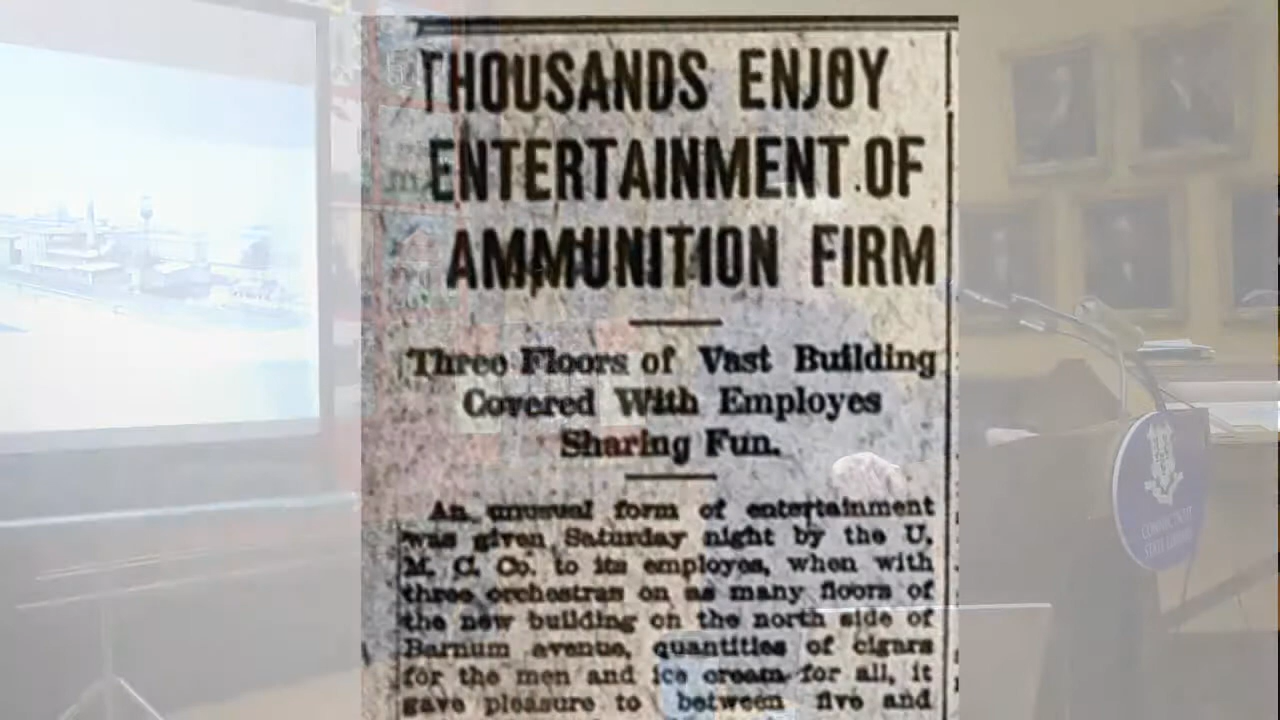 THOUSANDS ENJOY
ENTERTAINMENT OF
AMMUNITION FIRM
Three Floors of Vast Building
Covered With Employes
Sharing Fun.
An unusual form of entertainment
was given Saturday night by the U.
M. C. Co. to its employes, when with
three orchestras on as many floors of
the new building on the north side of
Barnum avenue, quantities of cigars
for the men and ice cream for all, it
gave pleasure to between five and
CONNECTICUT
STATE LIBRARY